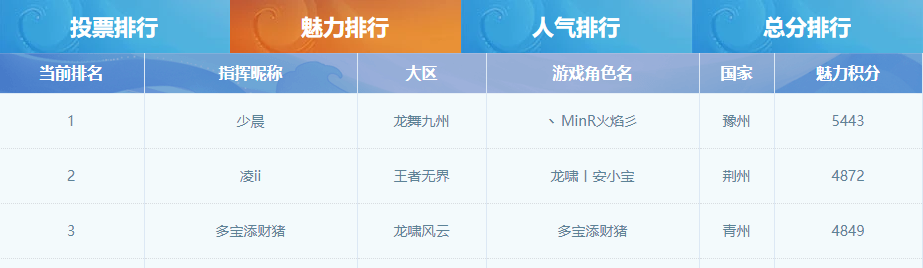 投票排行 魅力排行 人气排行 总分排行
当前排名 指挥昵称 大区 游戏角色名 国家 魅力积分
1 少晨 龙舞九州 丶MinR火焰彡 豫州 5443
2 凌ii 王者无界 龙啸丨安小宝 荆州 4872
3 多宝添财猪 龙啸风云 多宝添财猪 青州 4849